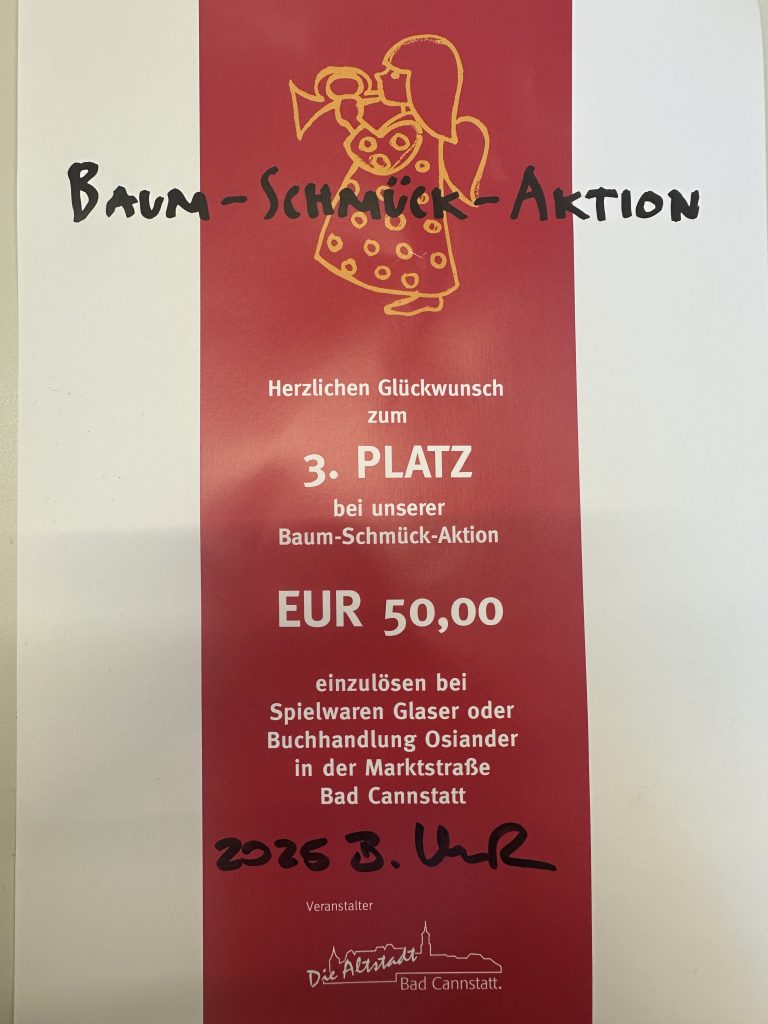 BAUM-SCHMÜCK-AKTION
Herzlichen Glückwunsch
zum
3. PLATZ
bei unserer
Baum-Schmück-Aktion
EUR 50,00
einzulösen bei
Spielwaren Glaser oder
Buchhandlung Osiander
in der Marktstraße
Bad Cannstatt
B.
Veranstalter
Die Altstadt
Bad Cannstatt.